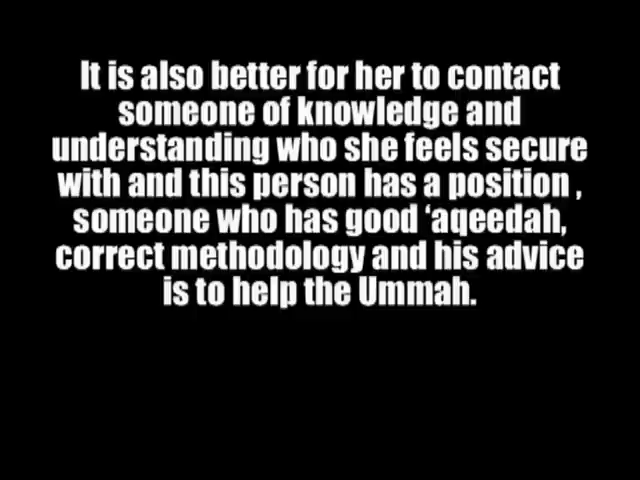 It is also better for her to contact
someone of knowledge and
understanding who she feels secure
with and this person has a position ,
someone who has good ‘aqeedah,
correct methodology and his advice
is to help the Ummah.